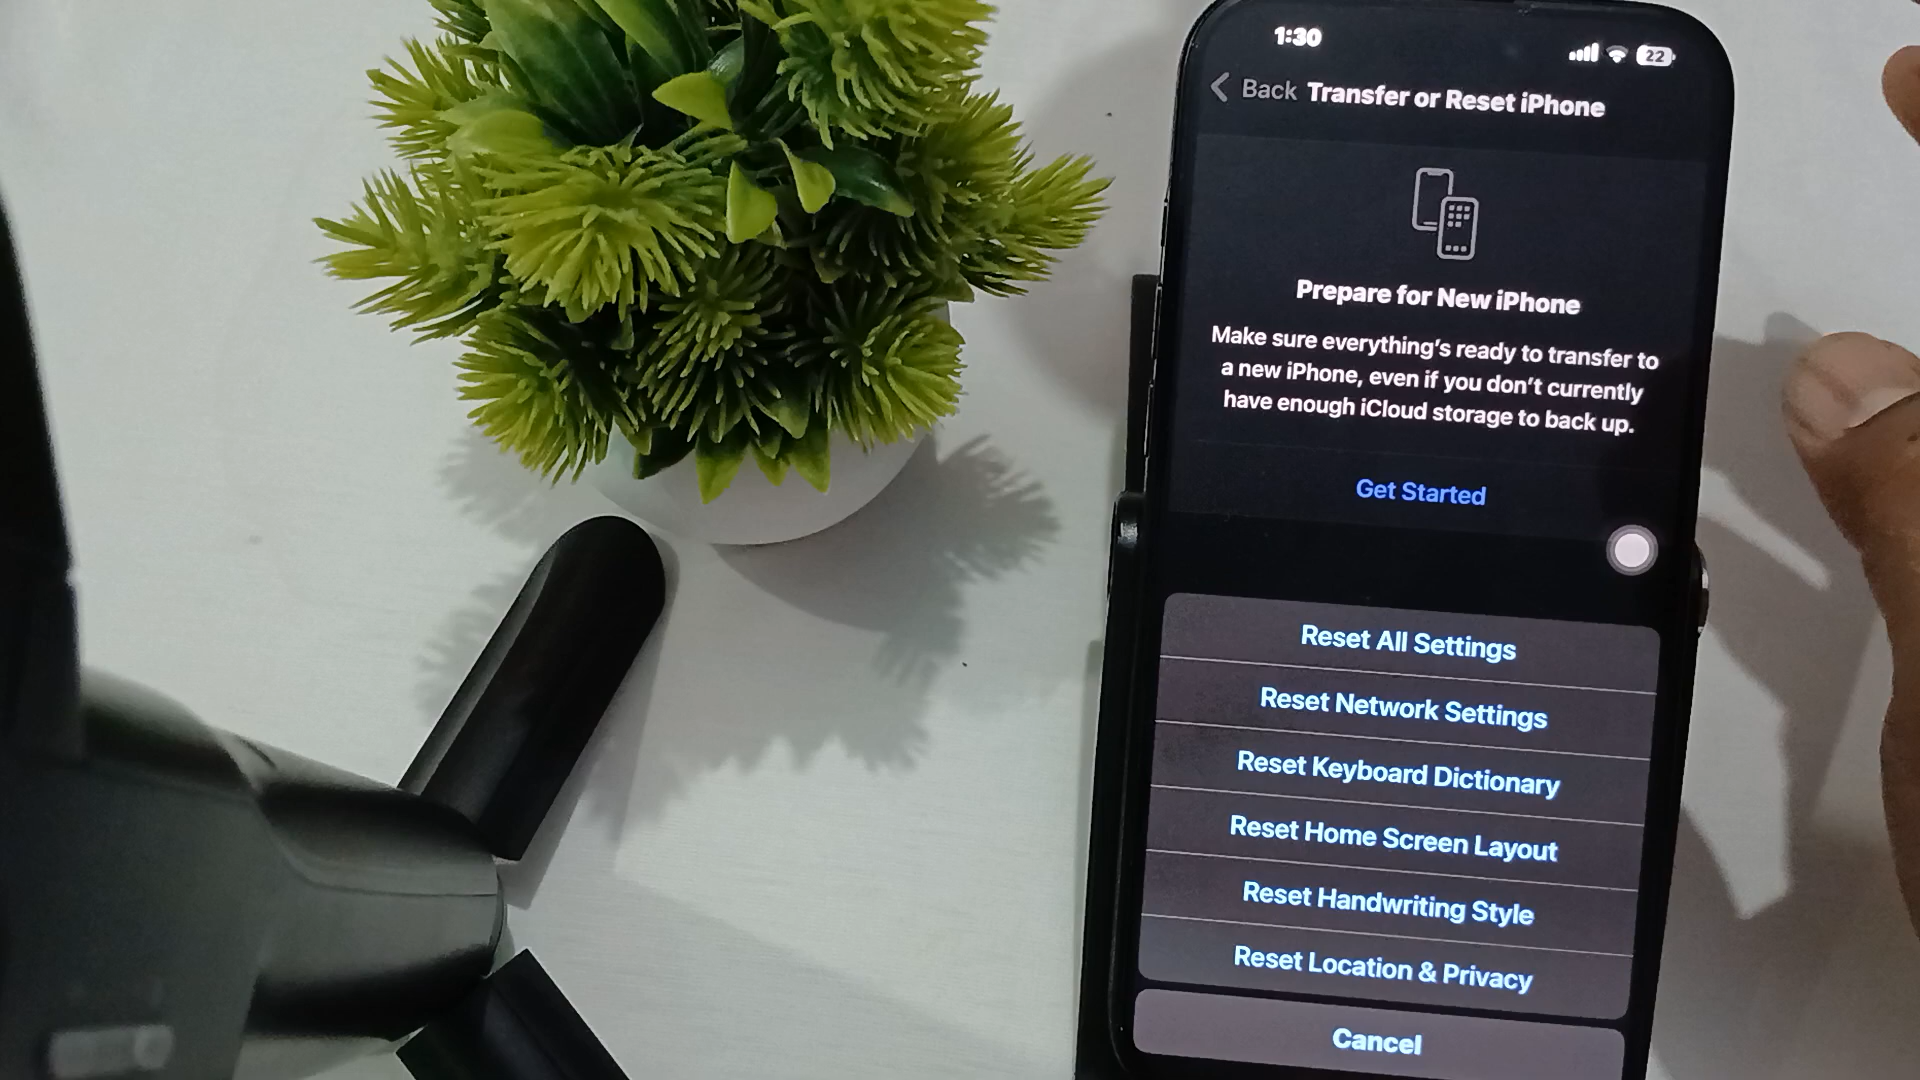 1:30
22
Back Transfer or Reset iPhone
Prepare for New iPhone
Make sure everything's ready to transfer to
a new iPhone, even if you don't currently
have enough iCloud storage to back up.
Get Started
Reset All Settings
Reset Network Settings
Reset Keyboard Dictionary
Reset Home Screen Layout
Reset Handwriting Style
Reset Location & Privacy
Cancel